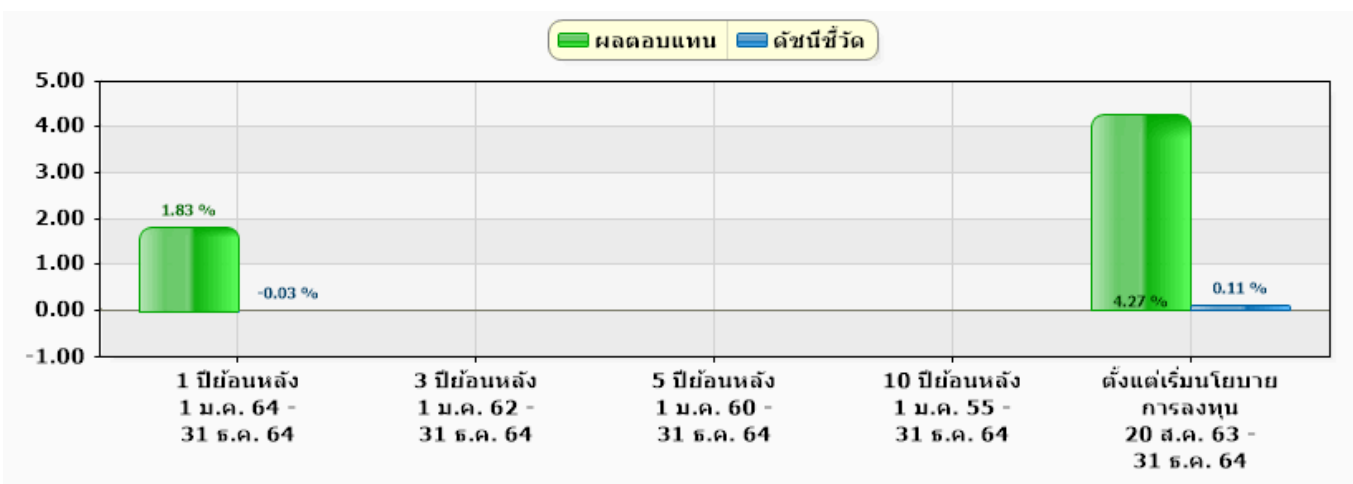 ผลตอบแทน ดัชนีชี้วัด
5.00
4.00
3.00
2.00
1.00
0.00
-1.00
1.83 %
-0.03 %
4.27 %
0.11 %
1 ปีย้อนหลัง
1 ม.ค. 64 -
31 ธ.ค. 64
3 ปีย้อนหลัง
1 ม.ค. 62 -
31 ธ.ค. 64
5 ปีย้อนหลัง
1 ม.ค. 60 -
31 ธ.ค. 64
10 ปีย้อนหลัง
1 ม.ค. 55 -
31 ธ.ค. 64
ตั้งแต่เริ่มนโยบาย
การลงทุน
20 ส.ค. 63 -
31 ธ.ค. 64